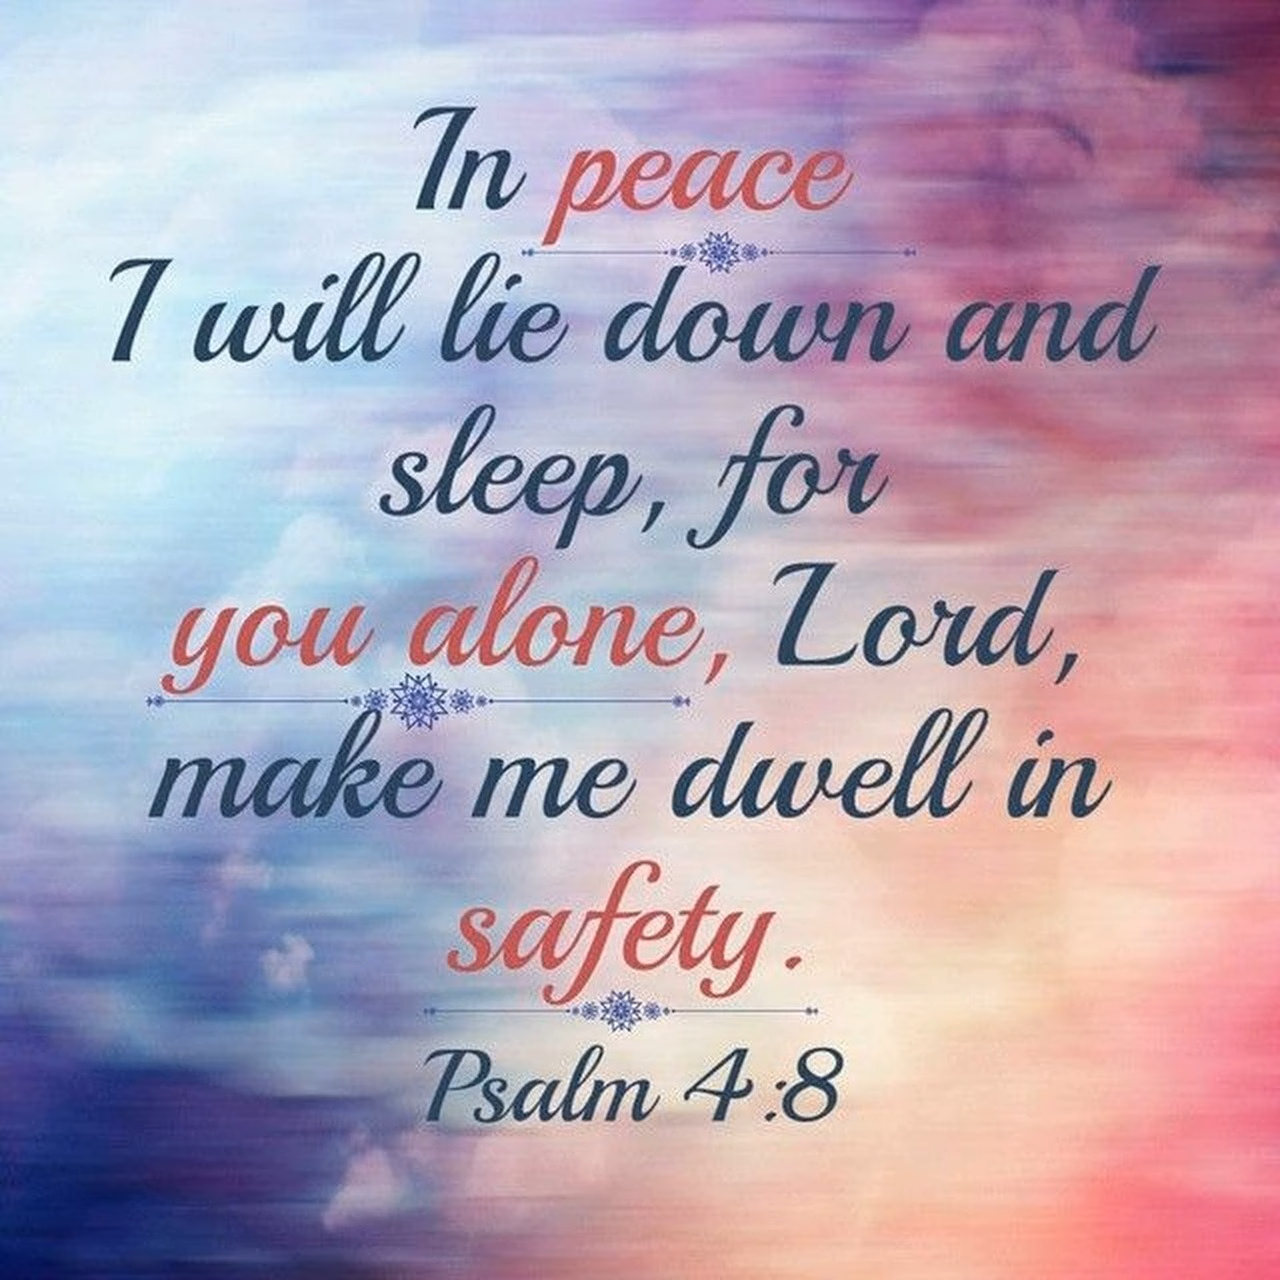 In peace
I will lie down and
sleep, for
you alone, Lord,
make me dwell in
safety.
Psalm 4:8